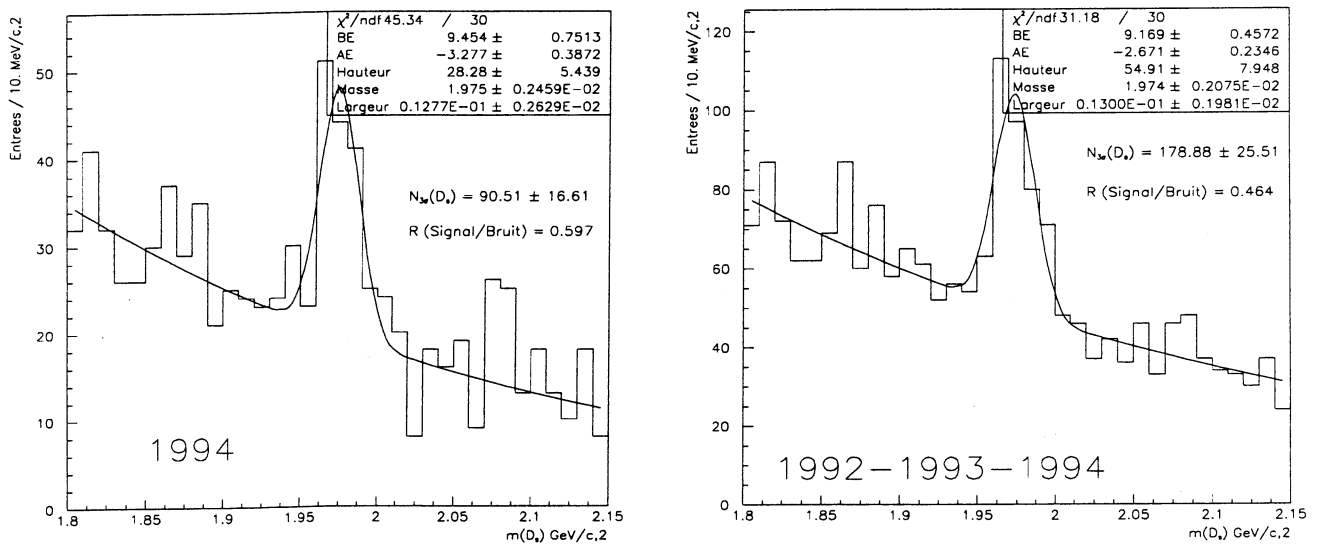 χ²/ndf 45.34 / 30
BE 9.454 ± 0.7513
AE -3.277 ± 0.3872
Hauteur 28.28 ± 5.439
Masse 1.975 ± 0.2459E-02
Largeur 0.1277E-01 ± 0.2629E-02
Entrees / 10. MeV/c,2
50
40
30
20
10
0
N3σ(Ds) = 90.51 ± 16.61
R (Signal/Bruit) = 0.597
1994
1.8 1.85 1.9 1.95 2 2.05 2.1 2.15
m(Ds) GeV/c,2
χ²/ndf 31.18 / 30
BE 9.169 ± 0.4572
AE -2.671 ± 0.2346
Hauteur 54.91 ± 7.948
Masse 1.974 ± 0.2075E-02
Largeur 0.1300E-01 ± 0.1981E-02
Entrees / 10. MeV/c,2
120
100
80
60
40
20
0
N3σ(Ds) = 178.88 ± 25.51
R (Signal/Bruit) = 0.464
1992-1993-1994
1.8 1.85 1.9 1.95 2 2.05 2.1 2.15
m(Ds) GeV/c,2